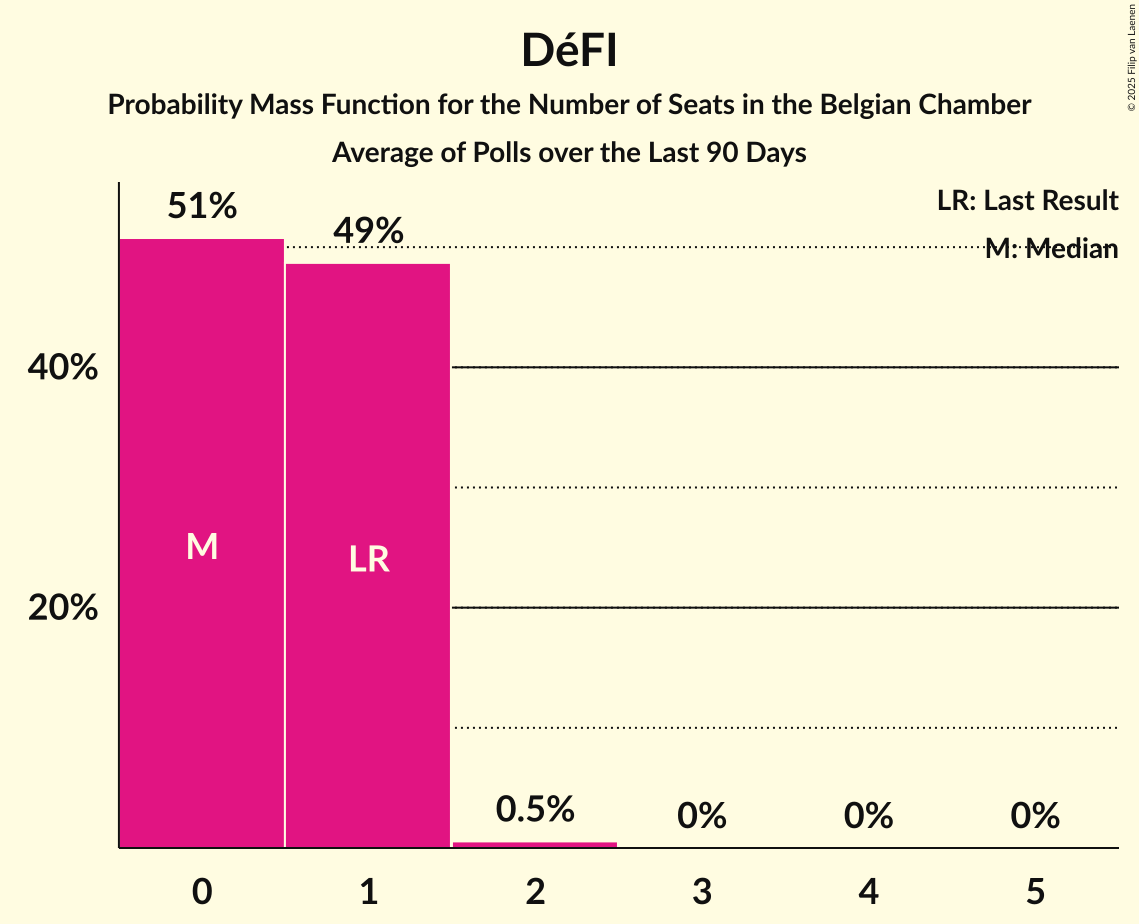 DéFI
Probability Mass Function for the Number of Seats in the Belgian Chamber
Average of Polls over the Last 90 Days
© 2025 Filip van Laenen
LR: Last Result
M: Median
51%
49%
40%
M
LR
20%
0.5%
0%
0%
0%
0
1
2
3
4
5